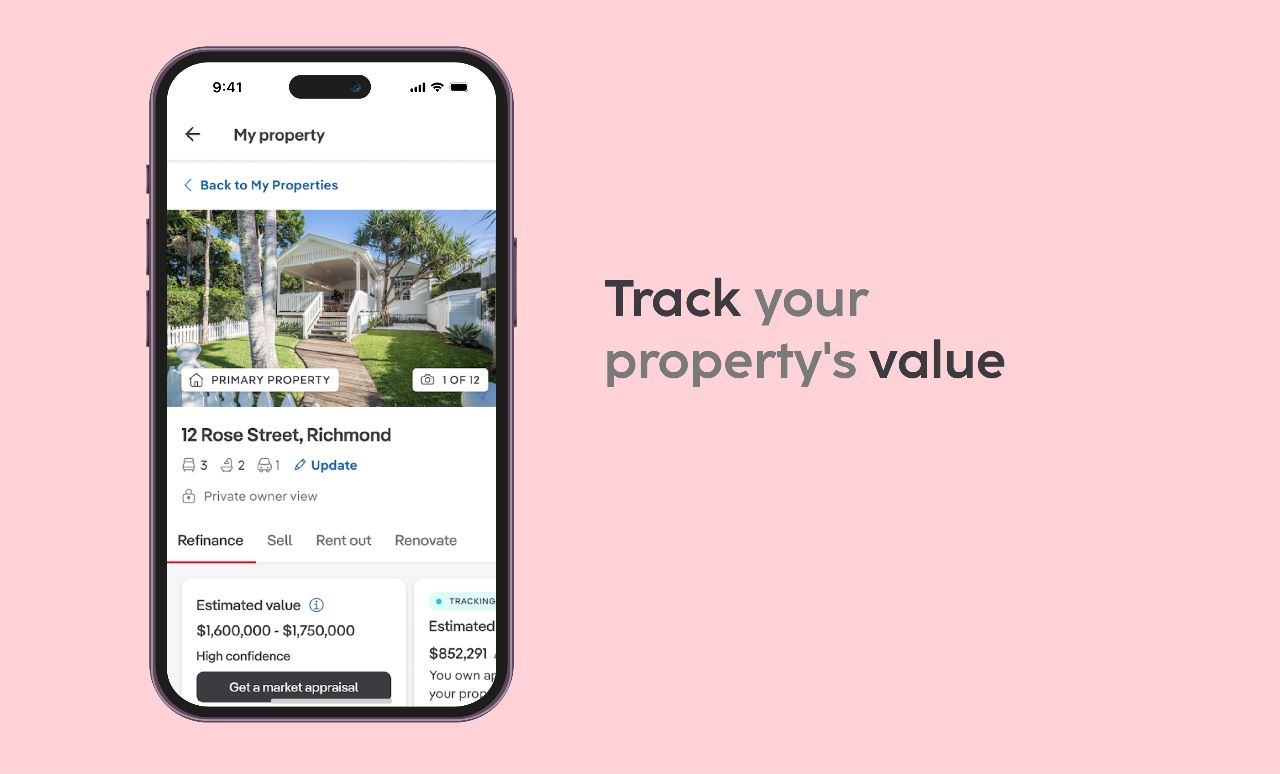 9:41
My property
Back to My Properties
PRIMARY PROPERTY
1 OF 12
12 Rose Street, Richmond
3 2 1 Update
Private owner view
Refinance Sell Rent out Renovate
Estimated value
$1,600,000 - $1,750,000
High confidence
Get a market appraisal
TRACKING
Estimated
$852,291
You own ap
your prop
Track your
property's value